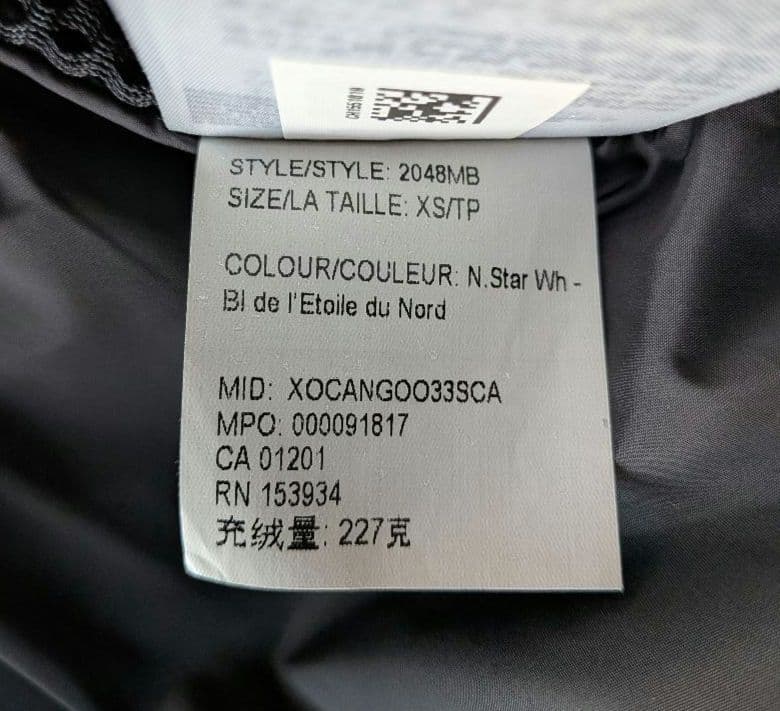 STYLE/STYLE: 2048MB
SIZE/LA TAILLE: XS/TP
COLOUR/COULEUR: N.Star Wh -
Bl de l'Etoile du Nord
MID: XOCANGOO33SCA
MPO: 000091817
CA 01201
RN 153934
充绒量: 227克